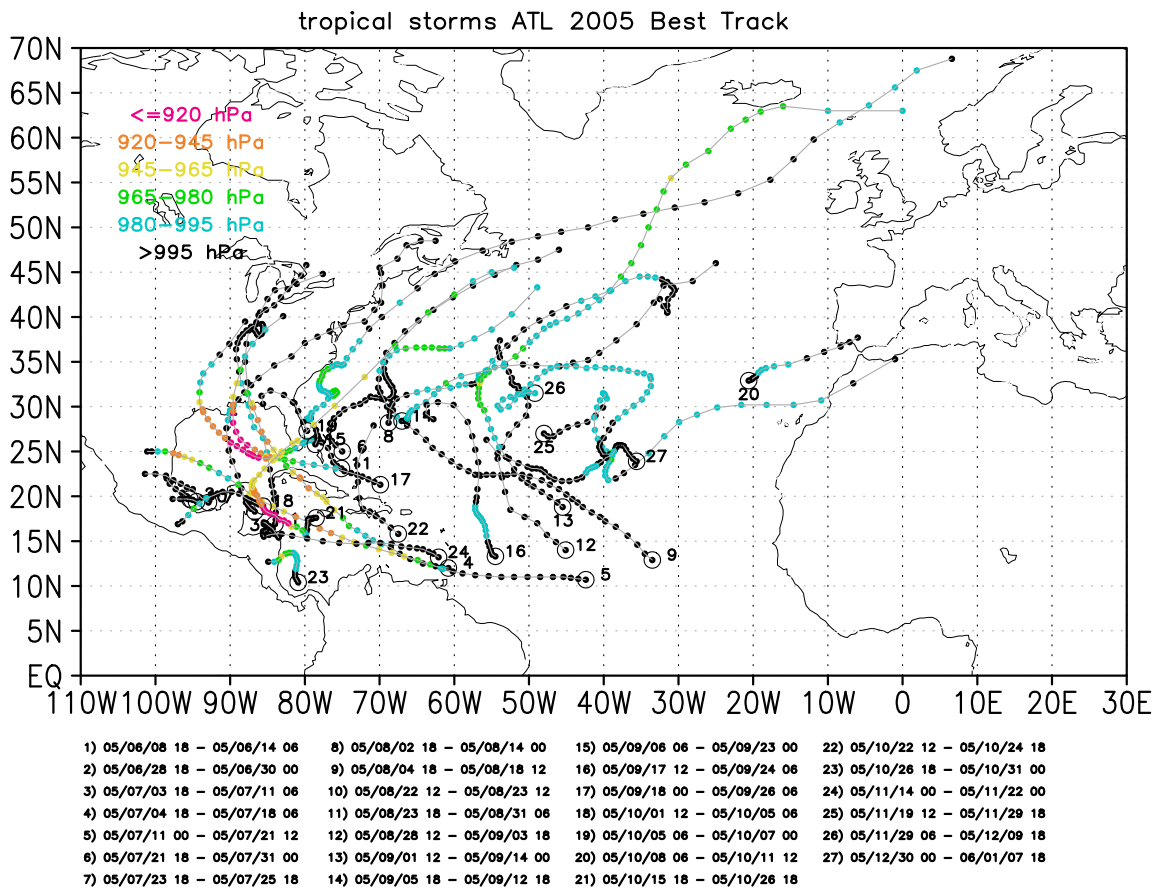 tropical storms ATL 2005 Best Track
70N
65N
60N
55N
50N
45N
40N
35N
30N
25N
20N
15N
10N
5N
EQ
<=920 hPa
920-945 hPa
945-965 hPa
965-980 hPa
980-995 hPa
>995 hPa
26
20
8
25
27
6
1
17
13
3
18
21
22
12
9
24
4
16
5
23
110W 100W 90W 80W 70W 60W 50W 40W 30W 20W 10W 0 10E 20E 30E
1) 05/06/08 18 - 05/06/14 06
2) 05/06/28 18 - 05/06/30 00
3) 05/07/03 18 - 05/07/11 06
4) 05/07/04 18 - 05/07/18 06
5) 05/07/11 00 - 05/07/21 12
6) 05/07/21 18 - 05/07/31 00
7) 05/07/23 18 - 05/07/25 18
8) 05/08/02 18 - 05/08/14 00
9) 05/08/04 18 - 05/08/18 12
10) 05/08/22 12 - 05/08/23 12
11) 05/08/23 18 - 05/08/31 06
12) 05/08/28 12 - 05/09/03 18
13) 05/09/01 12 - 05/09/14 00
14) 05/09/05 18 - 05/09/12 18
15) 05/09/06 06 - 05/09/23 00
16) 05/09/17 12 - 05/09/24 06
17) 05/09/18 00 - 05/09/26 06
18) 05/10/01 12 - 05/10/05 06
19) 05/10/05 06 - 05/10/07 00
20) 05/10/08 06 - 05/10/11 12
21) 05/10/15 18 - 05/10/26 18
22) 05/10/22 12 - 05/10/24 18
23) 05/10/26 18 - 05/10/31 00
24) 05/11/14 00 - 05/11/22 00
25) 05/11/19 12 - 05/11/29 18
26) 05/11/29 06 - 05/12/09 18
27) 05/12/30 00 - 06/01/07 18